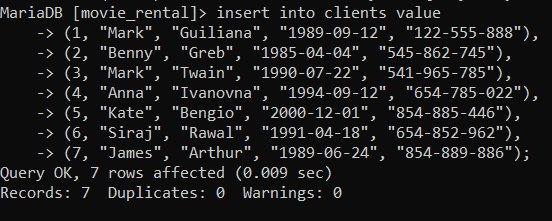 MariaDB [movie_rental]> insert into clients value
    -> (1, "Mark", "Guiliana", "1989-09-12", "122-555-888"),
    -> (2, "Benny", "Greb", "1985-04-04", "545-862-745"),
    -> (3, "Mark", "Twain", "1990-07-22", "541-965-785"),
    -> (4, "Anna", "Ivanovna", "1994-09-12", "654-785-022"),
    -> (5, "Kate", "Bengio", "2000-12-01", "854-885-446"),
    -> (6, "Siraj", "Rawal", "1991-04-18", "654-852-962"),
    -> (7, "James", "Arthur", "1989-06-24", "854-889-886");
Query OK, 7 rows affected (0.009 sec)
Records: 7  Duplicates: 0  Warnings: 0